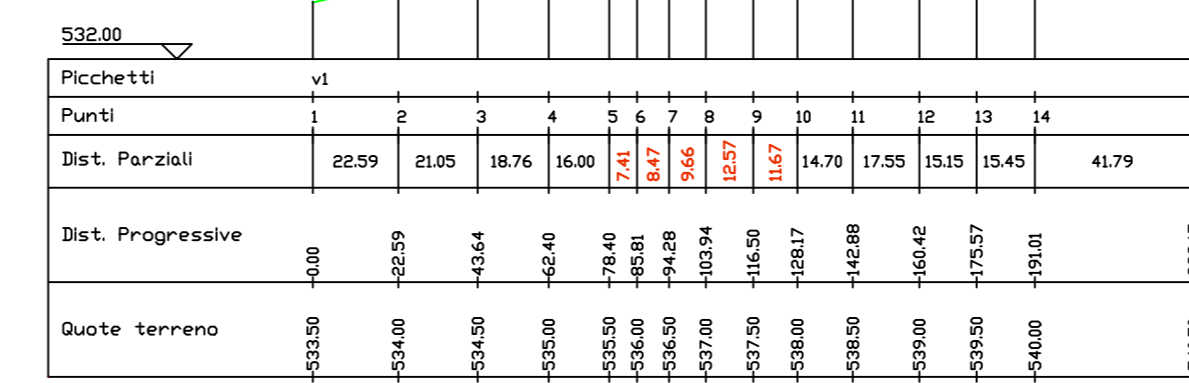 532.00
Picchetti v1
Punti 1 2 3 4 5 6 7 8 9 10 11 12 13 14
Dist. Parziali 22.59 21.05 18.76 16.00 7.41 8.47 9.66 12.57 11.67 14.70 17.55 15.15 15.45 41.79
Dist. Progressive 0.00 22.59 43.64 62.40 78.40 85.81 94.28 103.94 116.50 128.17 142.88 160.42 175.57 191.01
Quote terreno 533.50 534.00 534.50 535.00 535.50 536.00 536.50 537.00 537.50 538.00 538.50 539.00 539.50 540.00